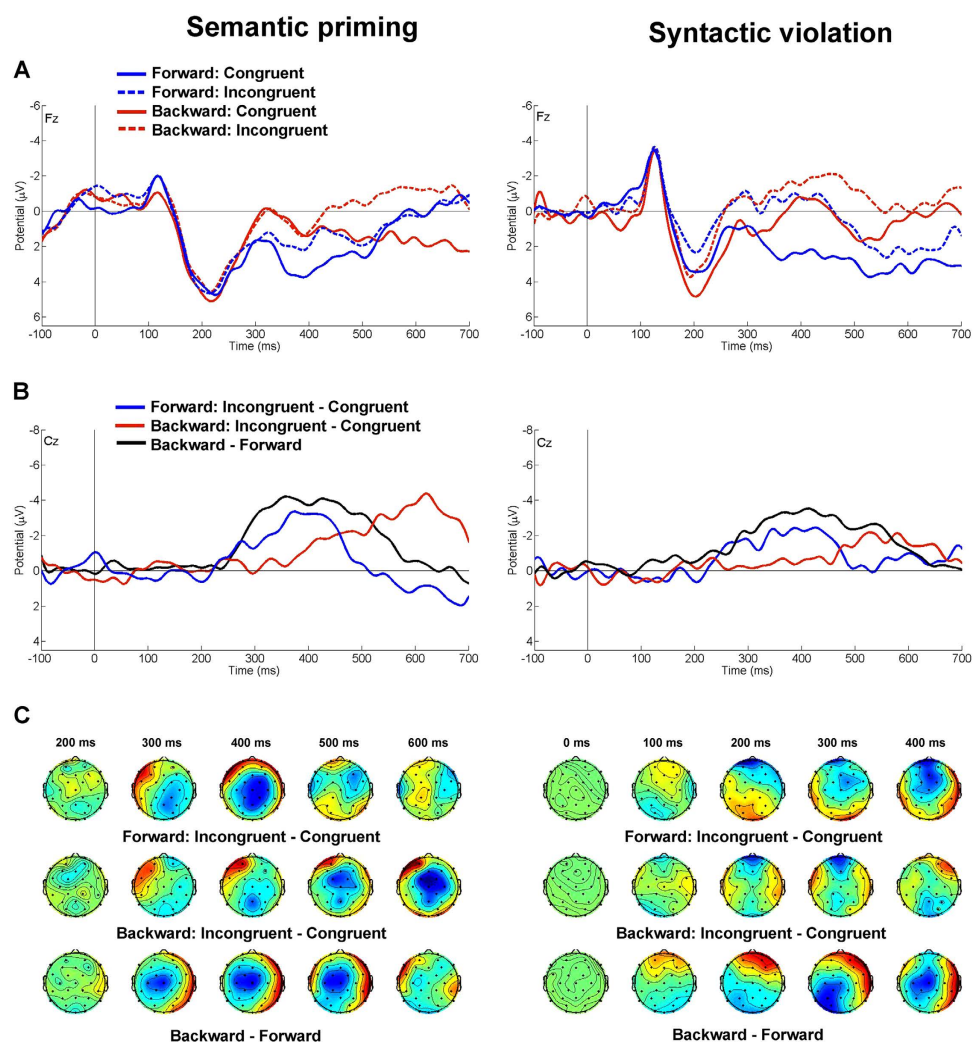 Semantic priming
Syntactic violation
A
Forward: Congruent
Forward: Incongruent
Backward: Congruent
Backward: Incongruent
Fz
Potential (µV)
-6
-4
-2
0
2
4
6
-100 0 100 200 300 400 500 600 700
Time (ms)
Fz
Potential (µV)
-6
-4
-2
0
2
4
6
-100 0 100 200 300 400 500 600 700
Time (ms)
B
Forward: Incongruent - Congruent
Backward: Incongruent - Congruent
Backward - Forward
Cz
Potential (µV)
-8
-6
-4
-2
0
2
4
-100 0 100 200 300 400 500 600 700
Time (ms)
Cz
Potential (µV)
-8
-6
-4
-2
0
2
4
-100 0 100 200 300 400 500 600 700
Time (ms)
C
200 ms 300 ms 400 ms 500 ms 600 ms
Forward: Incongruent - Congruent
Backward: Incongruent - Congruent
Backward - Forward
0 ms 100 ms 200 ms 300 ms 400 ms
Forward: Incongruent - Congruent
Backward: Incongruent - Congruent
Backward - Forward